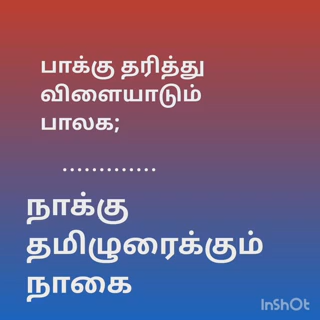 பாக்கு தரித்து
விளையாடும்
பாலக;
.............
நாக்கு
தமிழுரைக்கும்
நாகை
InShOt